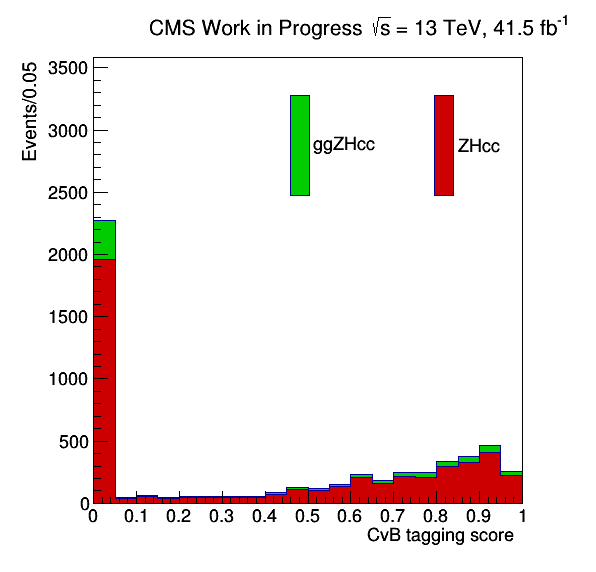 CMS Work in Progress √s = 13 TeV, 41.5 fb⁻¹
Events/0.05
3500
3000
2500
2000
1500
1000
500
0
ggZHcc
ZHcc
0 0.1 0.2 0.3 0.4 0.5 0.6 0.7 0.8 0.9 1
CvB tagging score